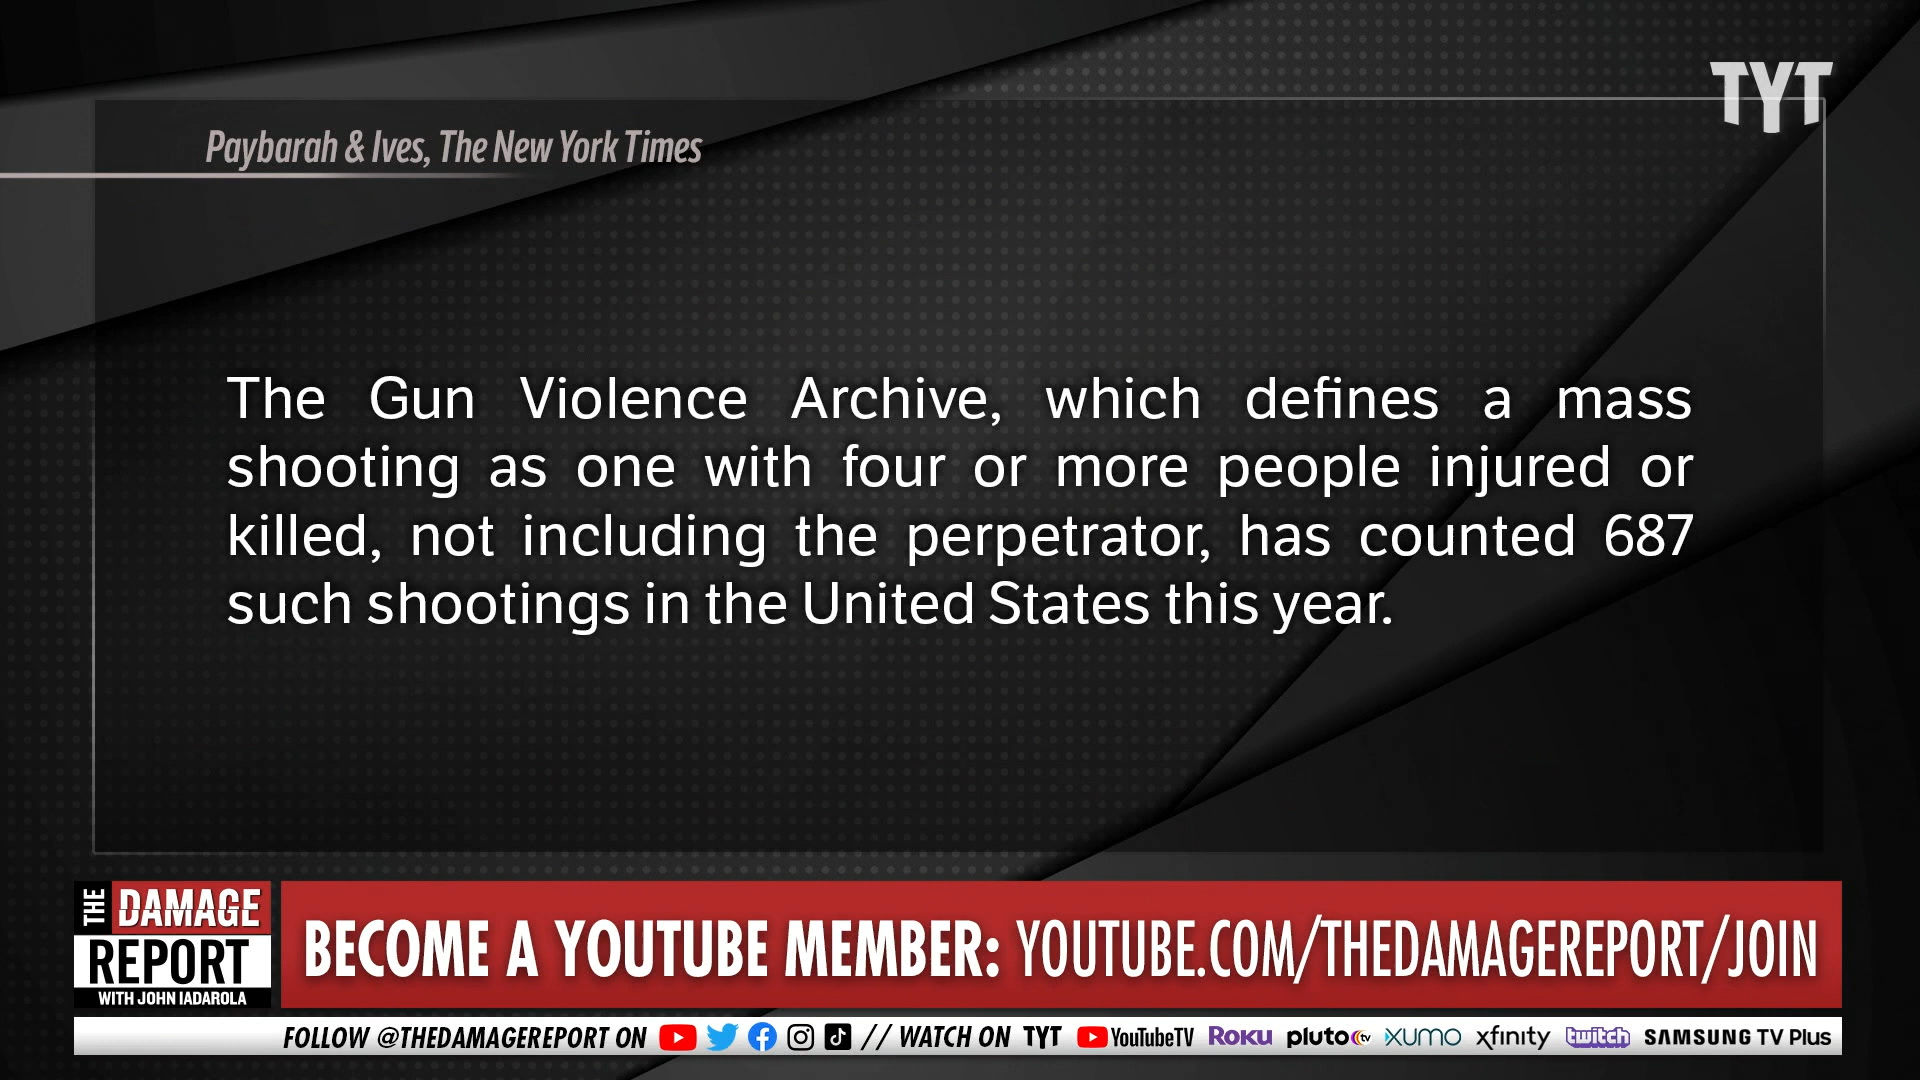 TYT
Paybarah & Ives, The New York Times
The Gun Violence Archive, which defines a mass
shooting as one with four or more people injured or
killed, not including the perpetrator, has counted 687
such shootings in the United States this year.
THE DAMAGE
REPORT
WITH JOHN IADAROLA
BECOME A YOUTUBE MEMBER: YOUTUBE.COM/THEDAMAGEREPORT/JOIN
FOLLOW @THEDAMAGEREPORT ON // WATCH ON TYT YouTubeTV ROKU pluto tv XUMO xfinity twitch SAMSUNG TV Plus